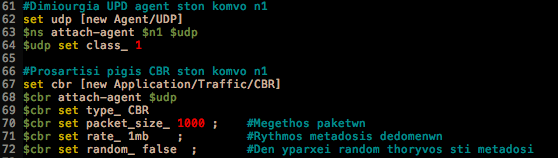 61 #Dimiourgia UPD agent ston komvo n1
62 set udp [new Agent/UDP]
63 $ns attach-agent $n1 $udp
64 $udp set class_ 1
65
66 #Prosartisi pigis CBR ston komvo n1
67 set cbr [new Application/Traffic/CBR]
68 $cbr attach-agent $udp
69 $cbr set type_ CBR
70 $cbr set packet_size_ 1000 ; #Megethos paketwn
71 $cbr set rate_ 1mb ; #Rythmos metadosis dedomenwn
72 $cbr set random_ false ; #Den yparxei random thoryvos sti metadosi